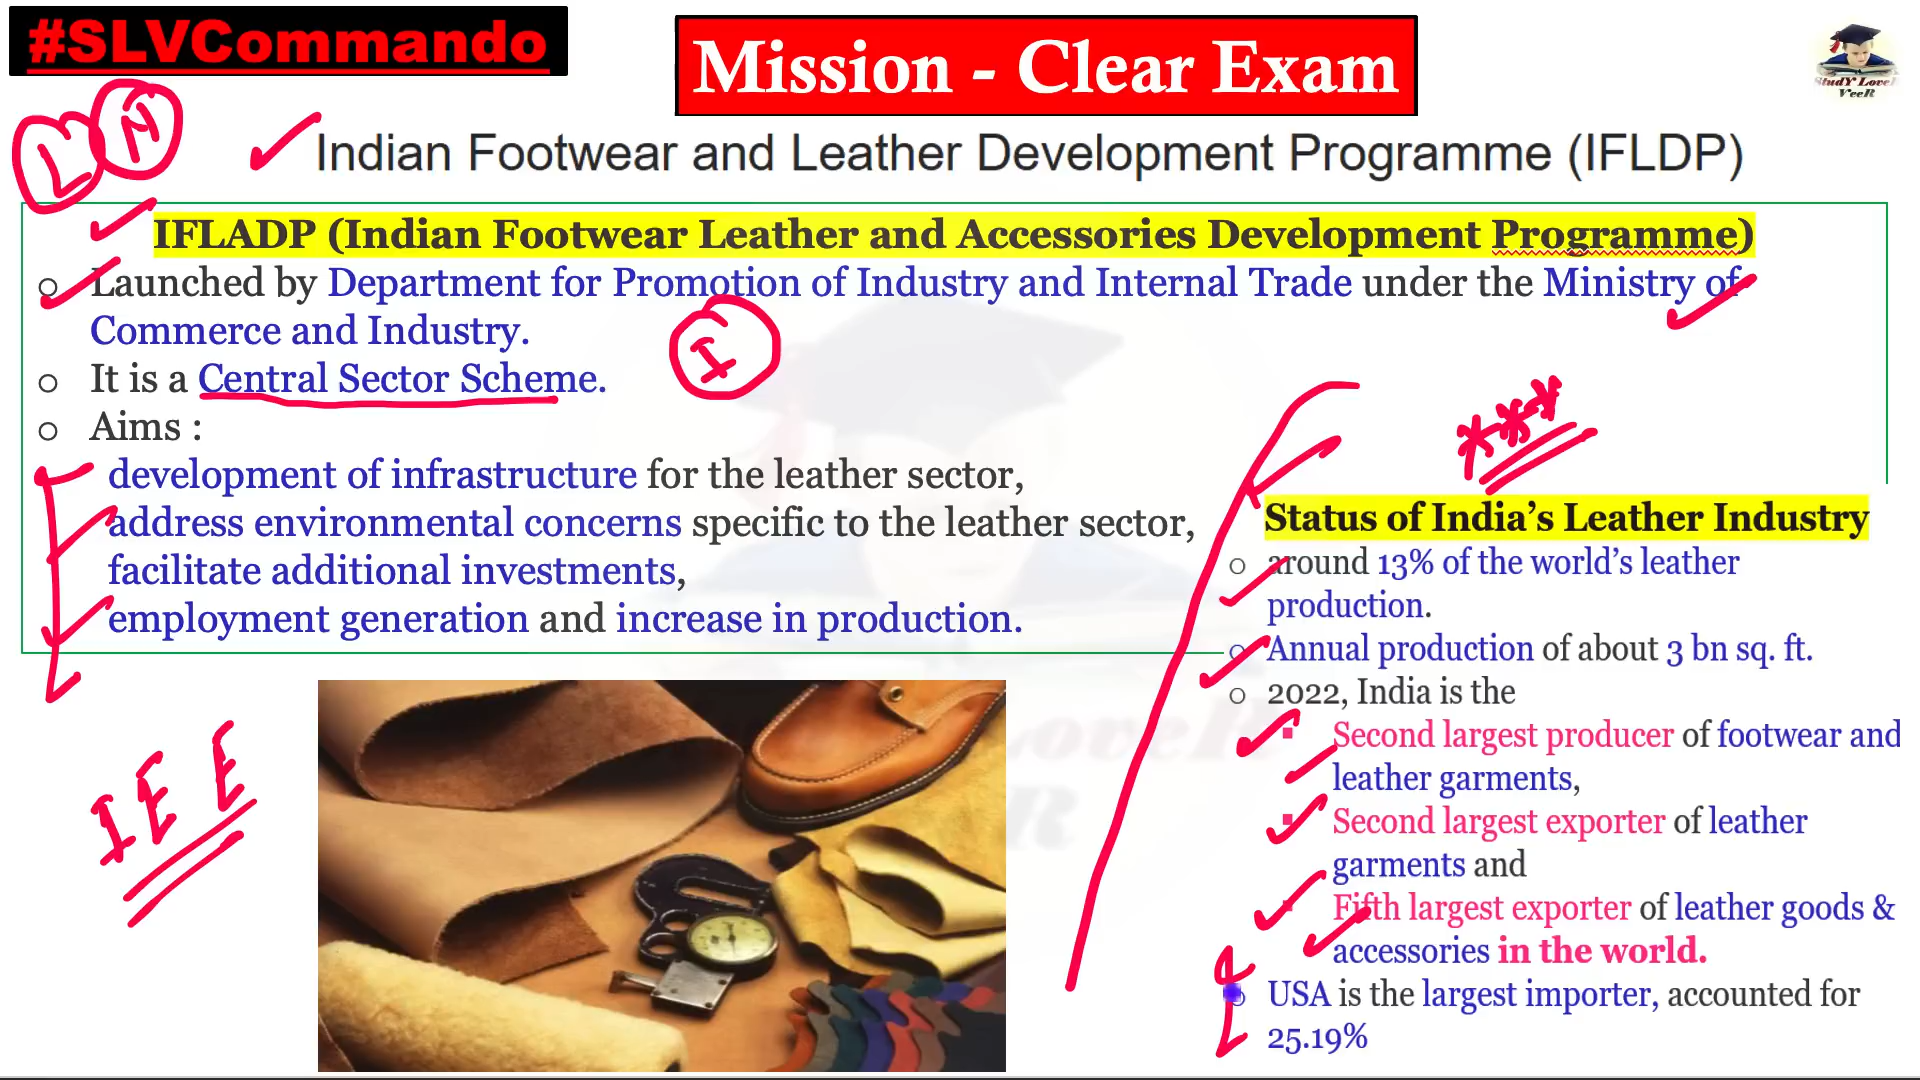 #SLVCommando
Mission - Clear Exam
StudY LoveR
VeeR
L M
Indian Footwear and Leather Development Programme (IFLDP)
IFLADP (Indian Footwear Leather and Accessories Development Programme)
Launched by Department for Promotion of Industry and Internal Trade under the Ministry of
Commerce and Industry.
I
It is a Central Sector Scheme.
Aims :
development of infrastructure for the leather sector,
address environmental concerns specific to the leather sector,
facilitate additional investments,
employment generation and increase in production.
I E E
***
Status of India's Leather Industry
around 13% of the world's leather
production.
Annual production of about 3 bn sq. ft.
2022, India is the
Second largest producer of footwear and
leather garments,
Second largest exporter of leather
garments and
Fifth largest exporter of leather goods &
accessories in the world.
USA is the largest importer, accounted for
25.19%